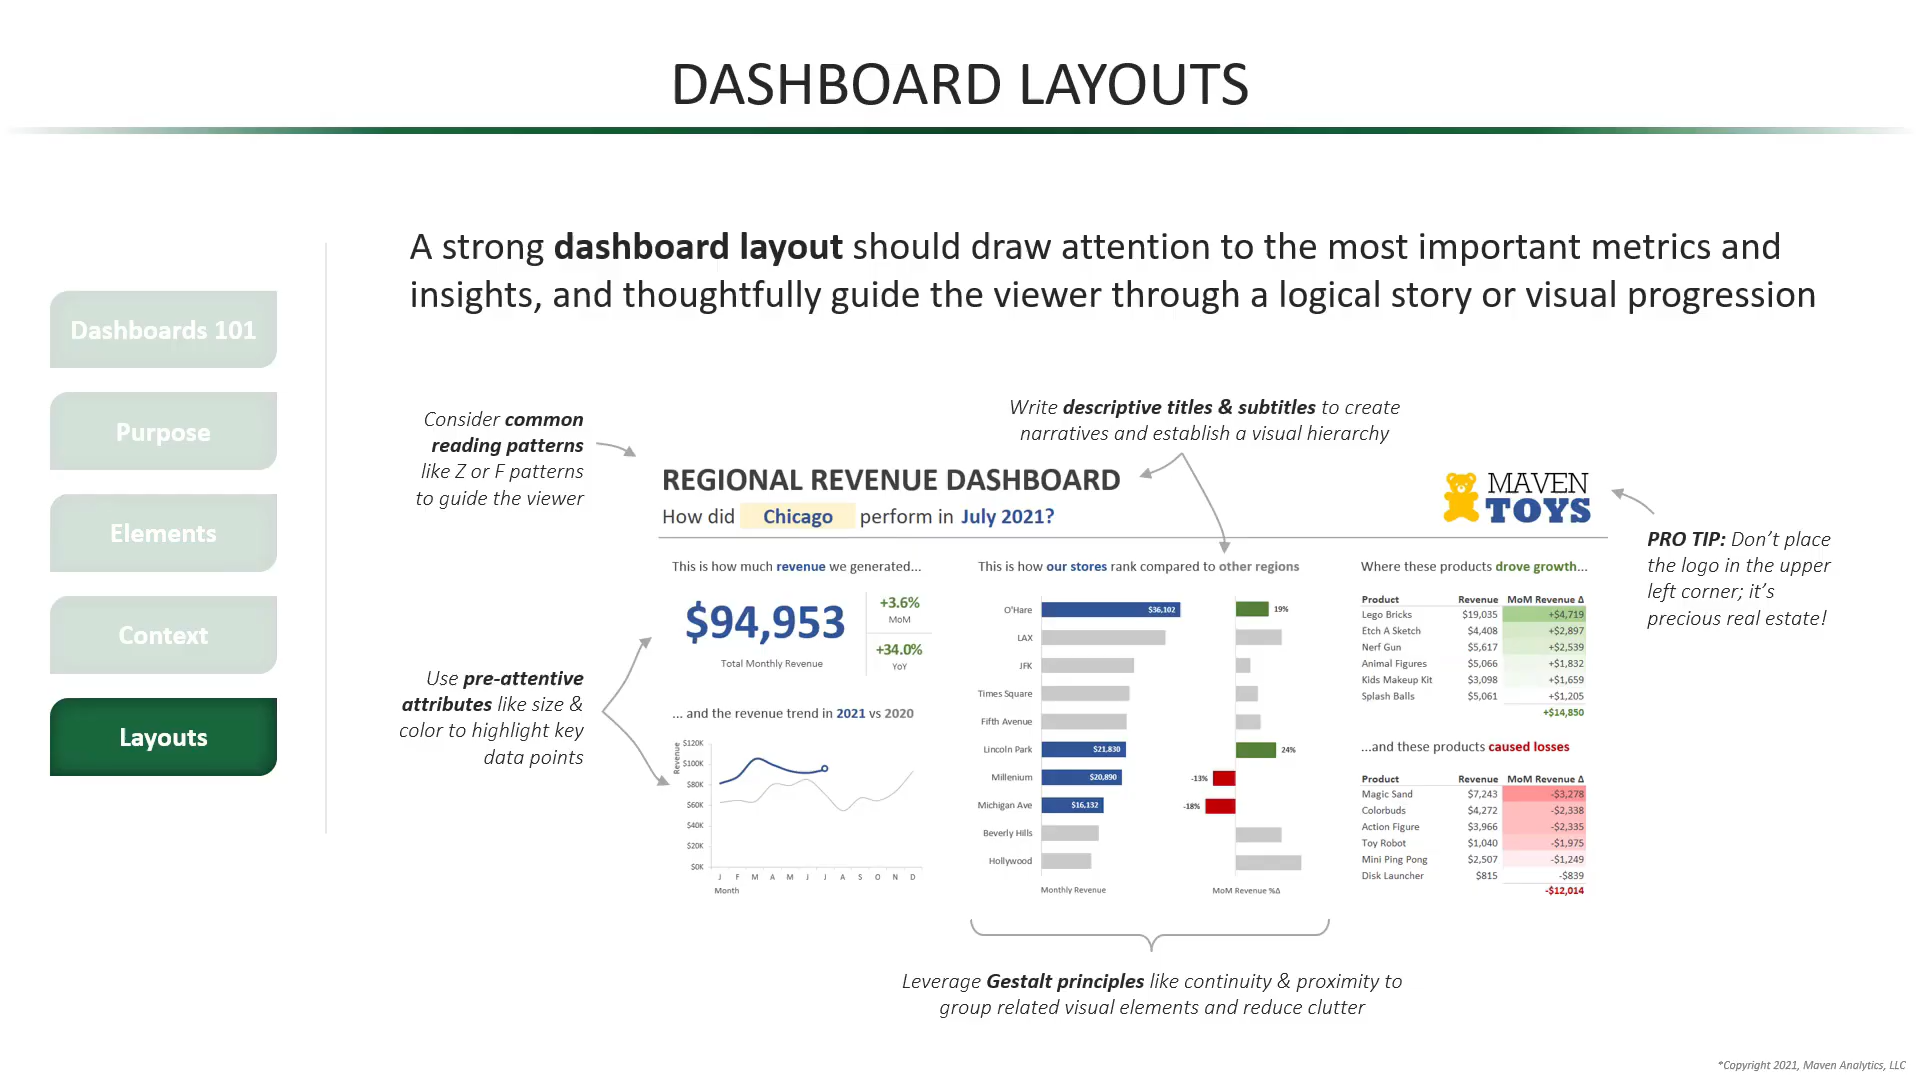 DASHBOARD LAYOUTS
A strong dashboard layout should draw attention to the most important metrics and
insights, and thoughtfully guide the viewer through a logical story or visual progression
Dashboards 101
Purpose
Elements
Context
Layouts
Consider common
reading patterns
like Z or F patterns
to guide the viewer
Write descriptive titles & subtitles to create
narratives and establish a visual hierarchy
REGIONAL REVENUE DASHBOARD
How did Chicago perform in July 2021?
MAVEN
TOYS
PRO TIP: Don’t place
the logo in the upper
left corner; it’s
precious real estate!
Use pre-attentive
attributes like size &
color to highlight key
data points
This is how much revenue we generated...
$94,953
Total Monthly Revenue
+3.6%
MoM
+34.0%
YoY
... and the revenue trend in 2021 vs 2020
Revenue
$120K
$100K
$80K
$60K
$40K
$20K
$0K
J F M A M J J A S O N D
Month
This is how our stores rank compared to other regions
O'Hare $36,102 19%
LAX
JFK
Times Square
Fifth Avenue
Lincoln Park $21,830 24%
Millenium $20,890 -13%
Michigan Ave $16,132 -18%
Beverly Hills
Hollywood
Monthly Revenue MoM Revenue %Δ
Where these products drove growth...
Product Revenue MoM Revenue Δ
Lego Bricks $19,035 +$4,719
Etch A Sketch $4,408 +$2,897
Nerf Gun $5,617 +$2,539
Animal Figures $5,066 +$1,832
Kids Makeup Kit $3,098 +$1,659
Splash Balls $5,061 +$1,205
+$14,850
...and these products caused losses
Product Revenue MoM Revenue Δ
Magic Sand $7,243 -$3,278
Colorbuds $4,272 -$2,338
Action Figure $3,966 -$2,335
Toy Robot $1,040 -$1,975
Mini Ping Pong $2,507 -$1,249
Disk Launcher $815 -$839
-$12,014
Leverage Gestalt principles like continuity & proximity to
group related visual elements and reduce clutter
*Copyright 2021, Maven Analytics, LLC